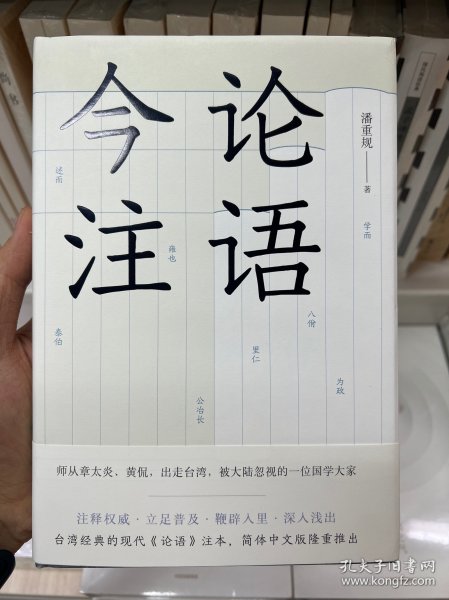 论语
今注
潘重规
著
学而
为政
八佾
里仁
公冶长
雍也
述而
泰伯
师从章太炎、黄侃，出走台湾，被大陆忽视的一位国学大家
注释权威·立足普及·鞭辟入里·深入浅出
台湾经典的现代《论语》注本，简体中文版隆重推出
孔夫子旧书网